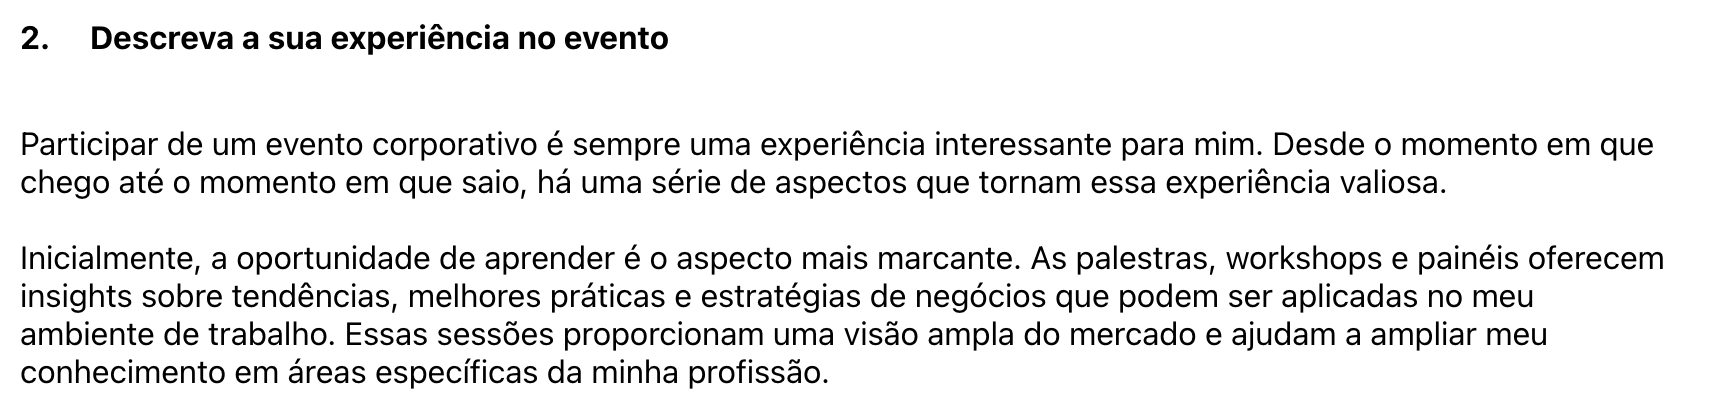 2. Descreva a sua experiência no evento
Participar de um evento corporativo é sempre uma experiência interessante para mim. Desde o momento em que
chego até o momento em que saio, há uma série de aspectos que tornam essa experiência valiosa.
Inicialmente, a oportunidade de aprender é o aspecto mais marcante. As palestras, workshops e painéis oferecem
insights sobre tendências, melhores práticas e estratégias de negócios que podem ser aplicadas no meu
ambiente de trabalho. Essas sessões proporcionam uma visão ampla do mercado e ajudam a ampliar meu
conhecimento em áreas específicas da minha profissão.